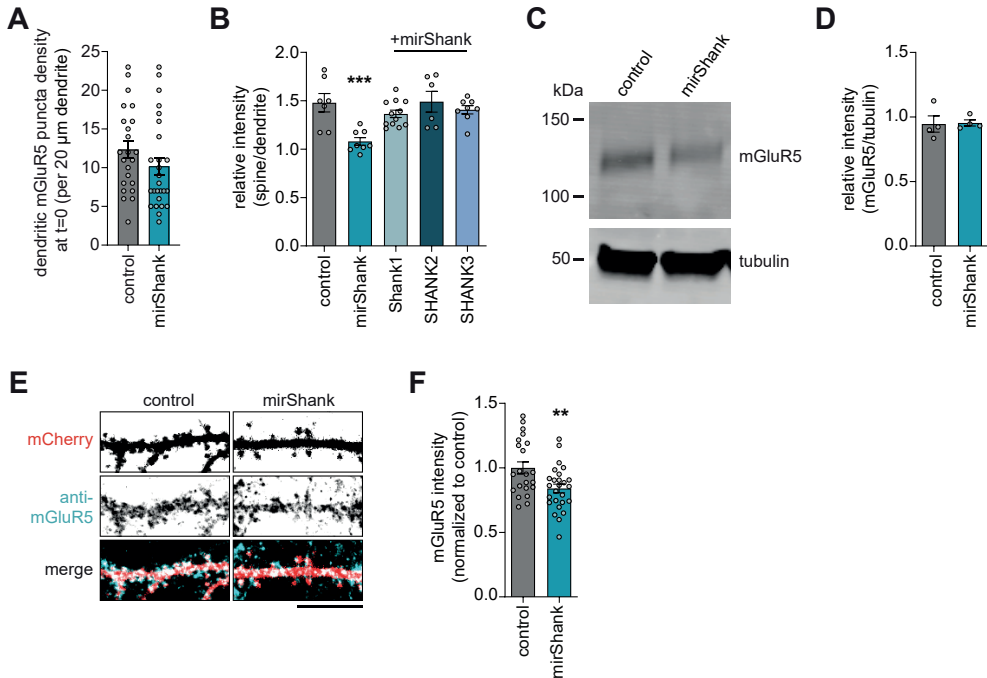 A
dendritic mGluR5 puncta density
at t=0 (per 20 µm dendrite)
25
20
15
10
5
0
control
mirShank
B
+mirShank
relative intensity
(spine/dendrite)
2.0
1.5
1.0
0.5
0.0
***
control
mirShank
Shank1
SHANK2
SHANK3
C
control
mirShank
kDa
150
100
50
mGluR5
tubulin
D
relative intensity
(mGluR5/tubulin)
1.5
1.0
0.5
0.0
control
mirShank
E
control
mirShank
mCherry
anti-
mGluR5
merge
F
mGluR5 intensity
(normalized to control)
1.5
1.0
0.5
0.0
**
control
mirShank